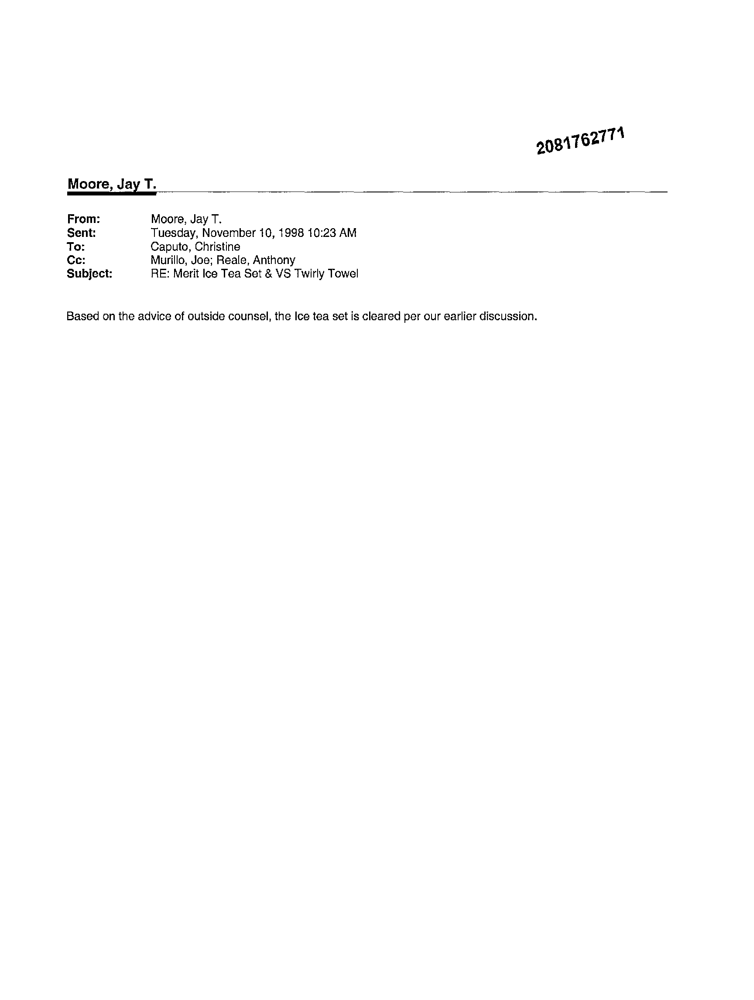 2081762771
Moore, Jay T.
From: Moore, Jay T.
Sent: Tuesday, November 10, 1998 10:23 AM
To: Caputo, Christine
Cc: Murillo, Joe; Reale, Anthony
Subject: RE: Merit Ice Tea Set & VS Twirly Towel
Based on the advice of outside counsel, the Ice tea set is cleared per our earlier discussion.